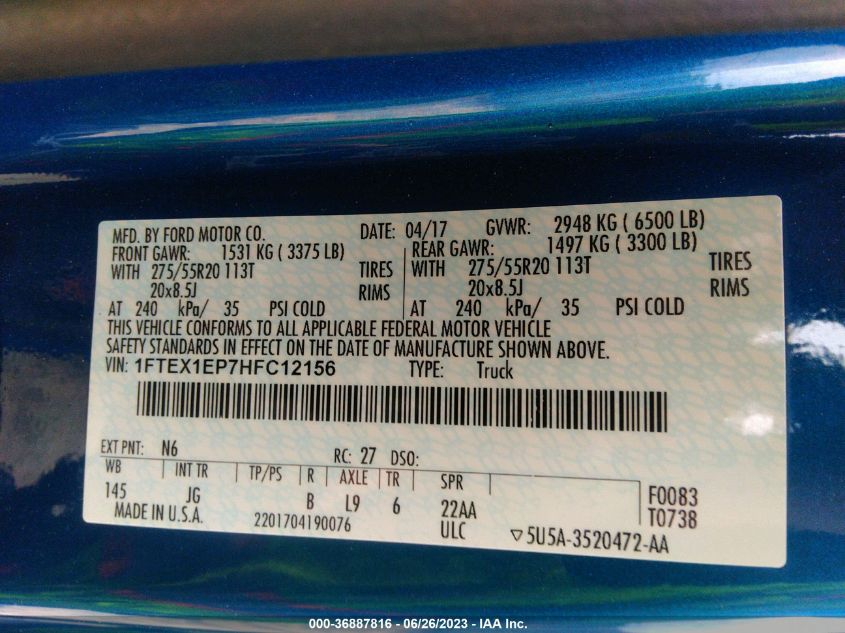 MFD. BY FORD MOTOR CO. DATE: 04/17 GVWR: 2948 KG ( 6500 LB)
FRONT GAWR: 1531 KG ( 3375 LB) REAR GAWR: 1497 KG ( 3300 LB)
WITH 275/55R20 113T TIRES WITH 275/55R20 113T TIRES
20x8.5J RIMS 20x8.5J RIMS
AT 240 kPa/ 35 PSI COLD AT 240 kPa/ 35 PSI COLD
THIS VEHICLE CONFORMS TO ALL APPLICABLE FEDERAL MOTOR VEHICLE
SAFETY STANDARDS IN EFFECT ON THE DATE OF MANUFACTURE SHOWN ABOVE.
VIN: 1FTEX1EP7HFC12156 TYPE: Truck
EXT PNT: N6 RC: 27 DSO:
WB INT TR TP/PS R AXLE TR SPR
145 JG B L9 6 22AA F0083
MADE IN U.S.A. 2201704190076 ULC T0738
5U5A-3520472-AA
000-36887816 - 06/26/2023 - IAA Inc.